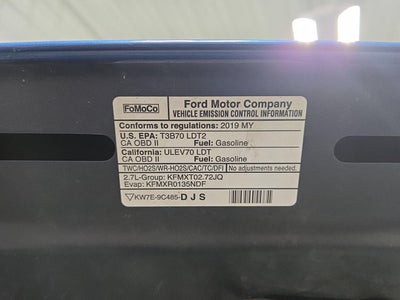 FoMoCo
Ford Motor Company
VEHICLE EMISSION CONTROL INFORMATION
Conforms to regulations: 2019 MY
U.S. EPA: T3B70 LDT2
CA OBD II Fuel: Gasoline
California: ULEV70 LDT
CA OBD II Fuel: Gasoline
TWC/HO2S/WR-HO2S/CAC/TC/DFI No adjustments needed.
2.7L-Group: KFMXT02.72JQ
Evap: KFMXR0135NDF
KW7E-9C485-DJS